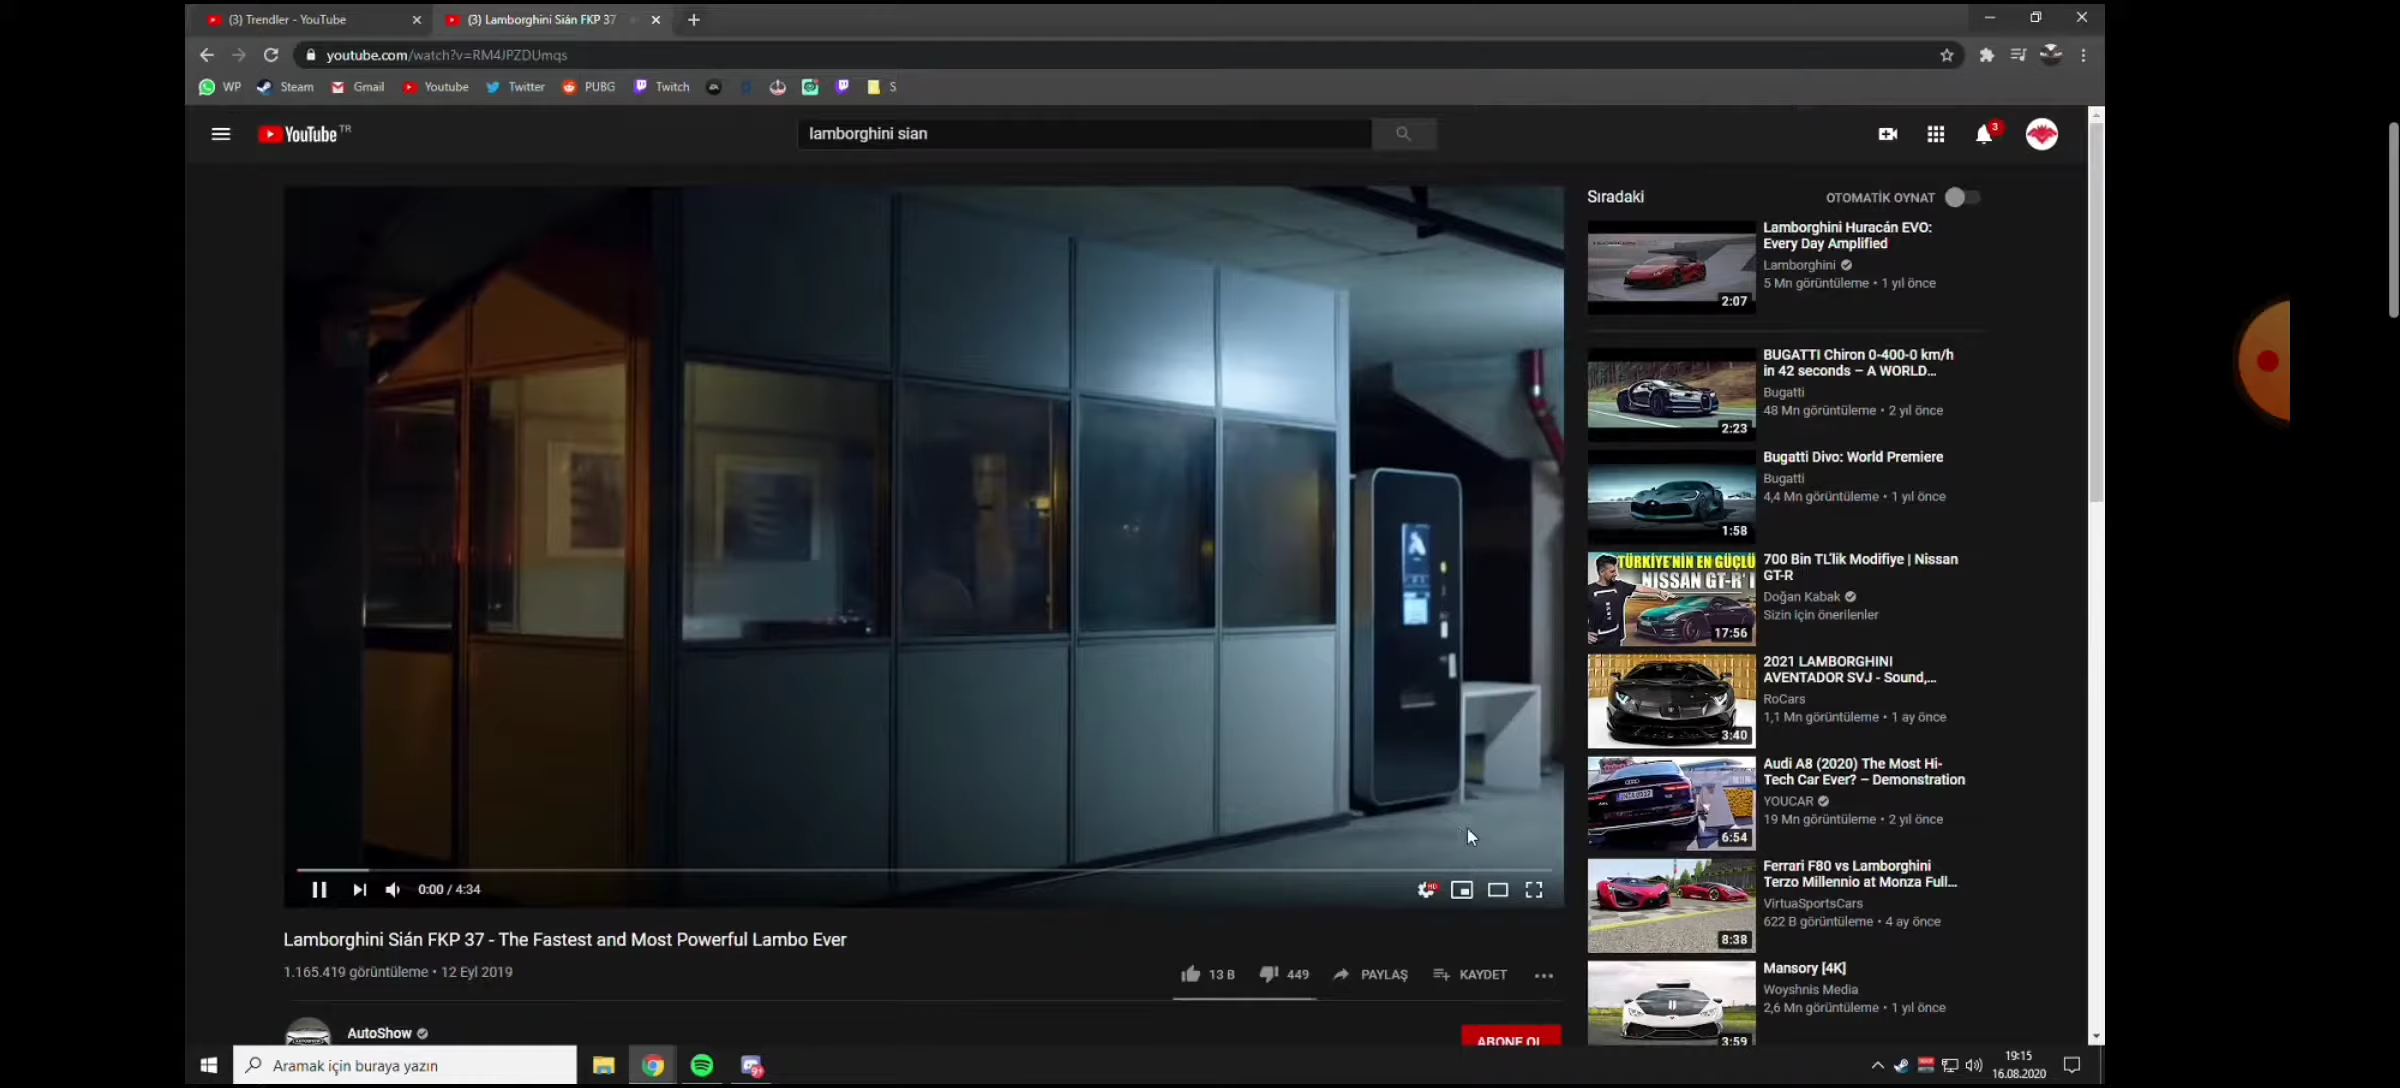 (3) Trendler - YouTube
(3) Lamborghini Sián FKP 37
youtube.com/watch?v=RM4JPZDUmqs
WP
Steam
Gmail
Youtube
Twitter
PUBG
Twitch
S
YouTube TR
lamborghini sian
3
Sıradaki
OTOMATİK OYNAT
Lamborghini Huracán EVO:
Every Day Amplified
Lamborghini
5 Mn görüntüleme • 1 yıl önce
2:07
BUGATTI Chiron 0-400-0 km/h
in 42 seconds – A WORLD...
Bugatti
48 Mn görüntüleme • 2 yıl önce
2:23
Bugatti Divo: World Premiere
Bugatti
4,4 Mn görüntüleme • 1 yıl önce
1:58
TÜRKİYE'NİN EN GÜÇLÜ
NISSAN GT-R' I
17:56
700 Bin TL'lik Modifiye | Nissan
GT-R
Doğan Kabak
Sizin için önerilenler
2021 LAMBORGHINI
AVENTADOR SVJ - Sound,...
RoCars
1,1 Mn görüntüleme • 1 ay önce
3:40
Audi A8 (2020) The Most Hi-
Tech Car Ever? – Demonstration
YOUCAR
19 Mn görüntüleme • 2 yıl önce
6:54
Ferrari F80 vs Lamborghini
Terzo Millennio at Monza Full...
VirtuaSportsCars
622 B görüntüleme • 4 ay önce
8:38
Mansory [4K]
Woyshnis Media
2,6 Mn görüntüleme • 1 yıl önce
3:59
0:00 / 4:34
HD
Lamborghini Sián FKP 37 - The Fastest and Most Powerful Lambo Ever
1.165.419 görüntüleme • 12 Eyl 2019
13 B
449
PAYLAŞ
KAYDET
AutoShow
ABONE OL
Aramak için buraya yazın
9+
19:15
16.08.2020